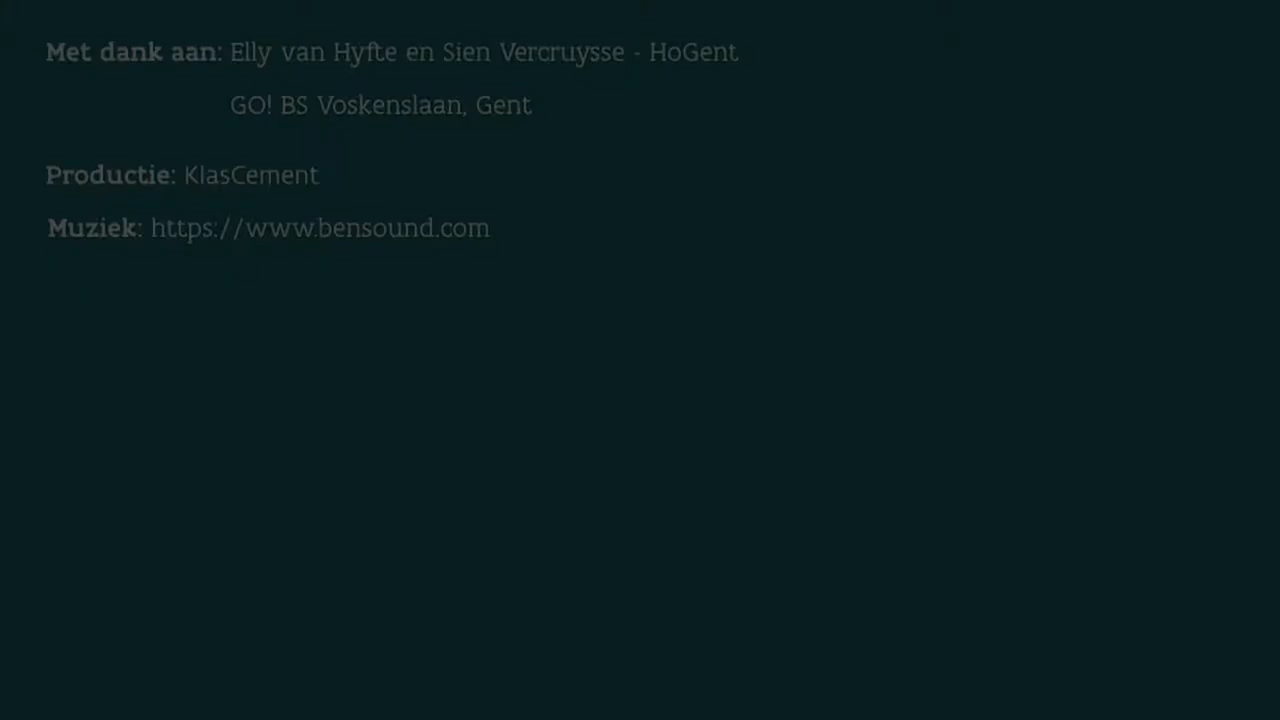 Met dank aan: Elly van Hyfte en Sien Vercruysse - HoGent
GO! BS Voskenslaan, Gent
Productie: KlasCement
Muziek: https://www.bensound.com